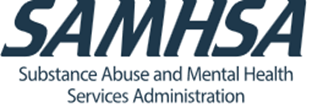 SAMHSA
Substance Abuse and Mental Health
Services Administration